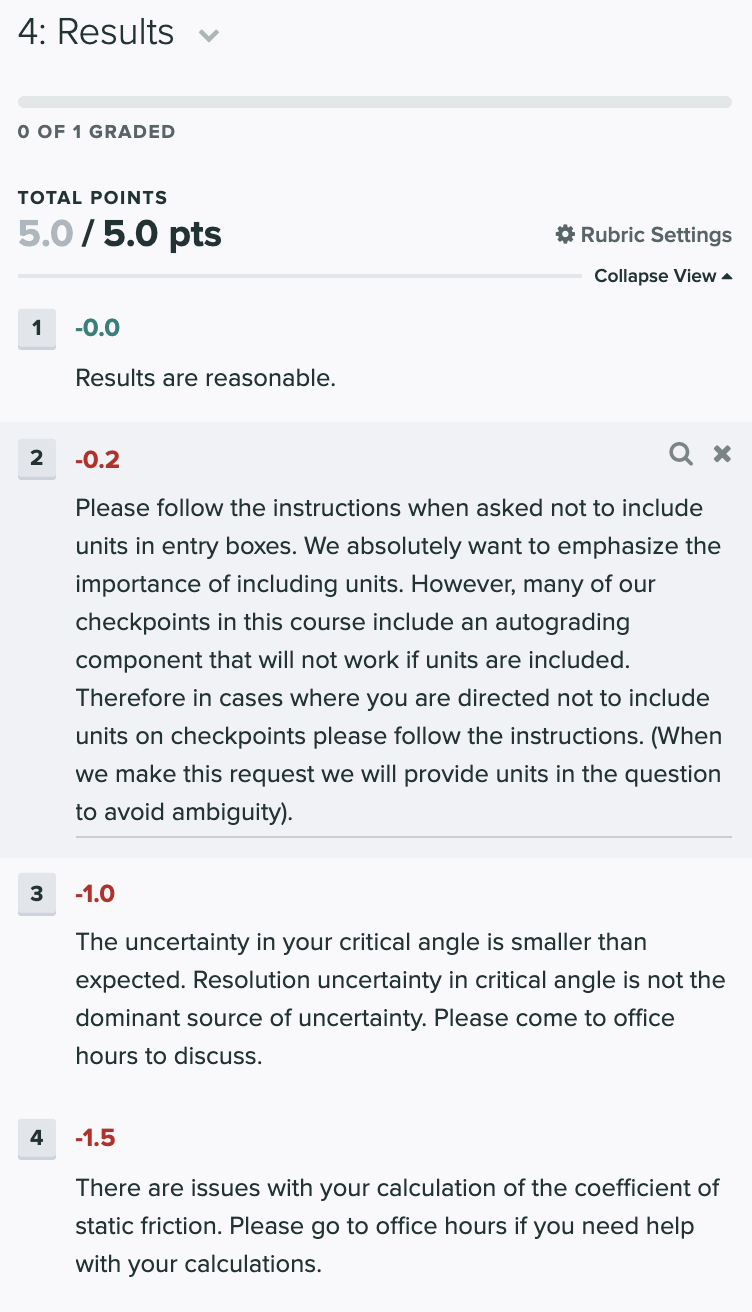 4: Results
0 OF 1 GRADED
TOTAL POINTS
5.0 / 5.0 pts
Rubric Settings
Collapse View
1
-0.0
Results are reasonable.
2
-0.2
Please follow the instructions when asked not to include
units in entry boxes. We absolutely want to emphasize the
importance of including units. However, many of our
checkpoints in this course include an autograding
component that will not work if units are included.
Therefore in cases where you are directed not to include
units on checkpoints please follow the instructions. (When
we make this request we will provide units in the question
to avoid ambiguity).
3
-1.0
The uncertainty in your critical angle is smaller than
expected. Resolution uncertainty in critical angle is not the
dominant source of uncertainty. Please come to office
hours to discuss.
4
-1.5
There are issues with your calculation of the coefficient of
static friction. Please go to office hours if you need help
with your calculations.